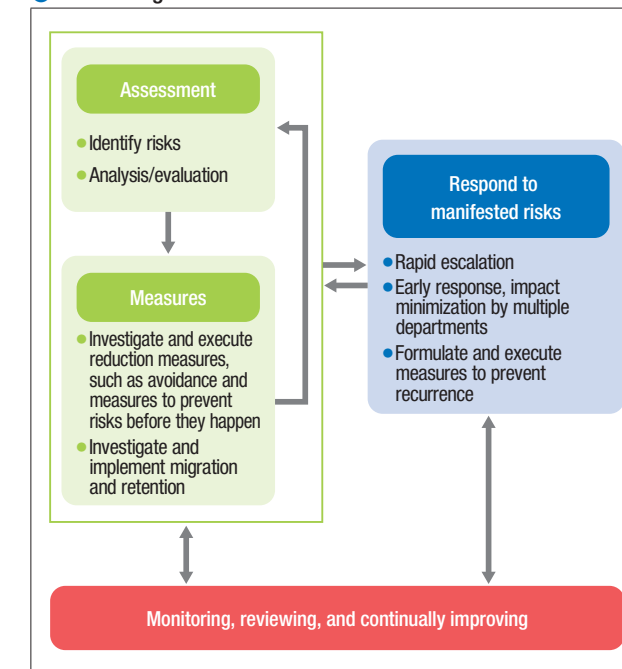 Assessment
• Identify risks
• Analysis/evaluation
Measures
• Investigate and execute
reduction measures,
such as avoidance and
measures to prevent
risks before they happen
• Investigate and
implement migration
and retention
Respond to
manifested risks
• Rapid escalation
• Early response, impact
minimization by multiple
departments
• Formulate and execute
measures to prevent
recurrence
Monitoring, reviewing, and continually improving